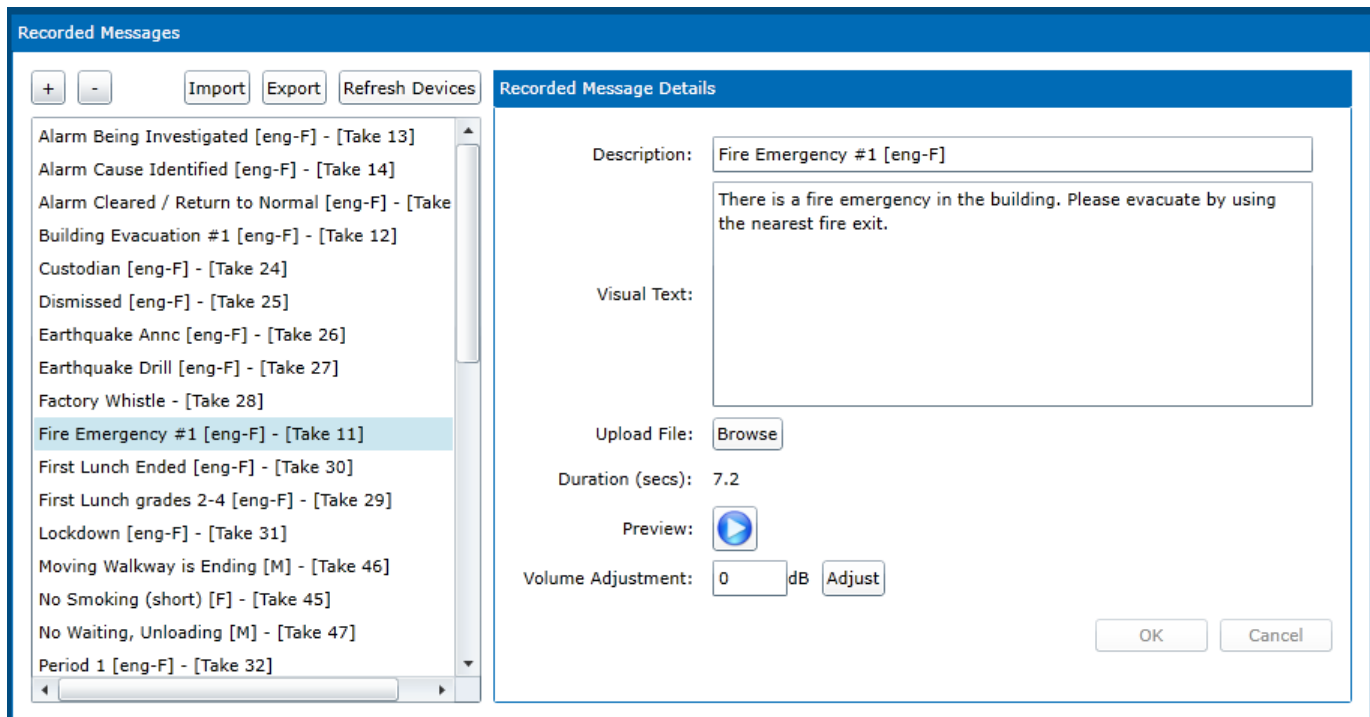 Recorded Messages
+ - Import Export Refresh Devices
Alarm Being Investigated [eng-F] - [Take 13]
Alarm Cause Identified [eng-F] - [Take 14]
Alarm Cleared / Return to Normal [eng-F] - [Take
Building Evacuation #1 [eng-F] - [Take 12]
Custodian [eng-F] - [Take 24]
Dismissed [eng-F] - [Take 25]
Earthquake Annc [eng-F] - [Take 26]
Earthquake Drill [eng-F] - [Take 27]
Factory Whistle - [Take 28]
Fire Emergency #1 [eng-F] - [Take 11]
First Lunch Ended [eng-F] - [Take 30]
First Lunch grades 2-4 [eng-F] - [Take 29]
Lockdown [eng-F] - [Take 31]
Moving Walkway is Ending [M] - [Take 46]
No Smoking (short) [F] - [Take 45]
No Waiting, Unloading [M] - [Take 47]
Period 1 [eng-F] - [Take 32]
Recorded Message Details
Description: Fire Emergency #1 [eng-F]
Visual Text: There is a fire emergency in the building. Please evacuate by using
the nearest fire exit.
Upload File: Browse
Duration (secs): 7.2
Preview:
Volume Adjustment: 0 dB Adjust
OK Cancel